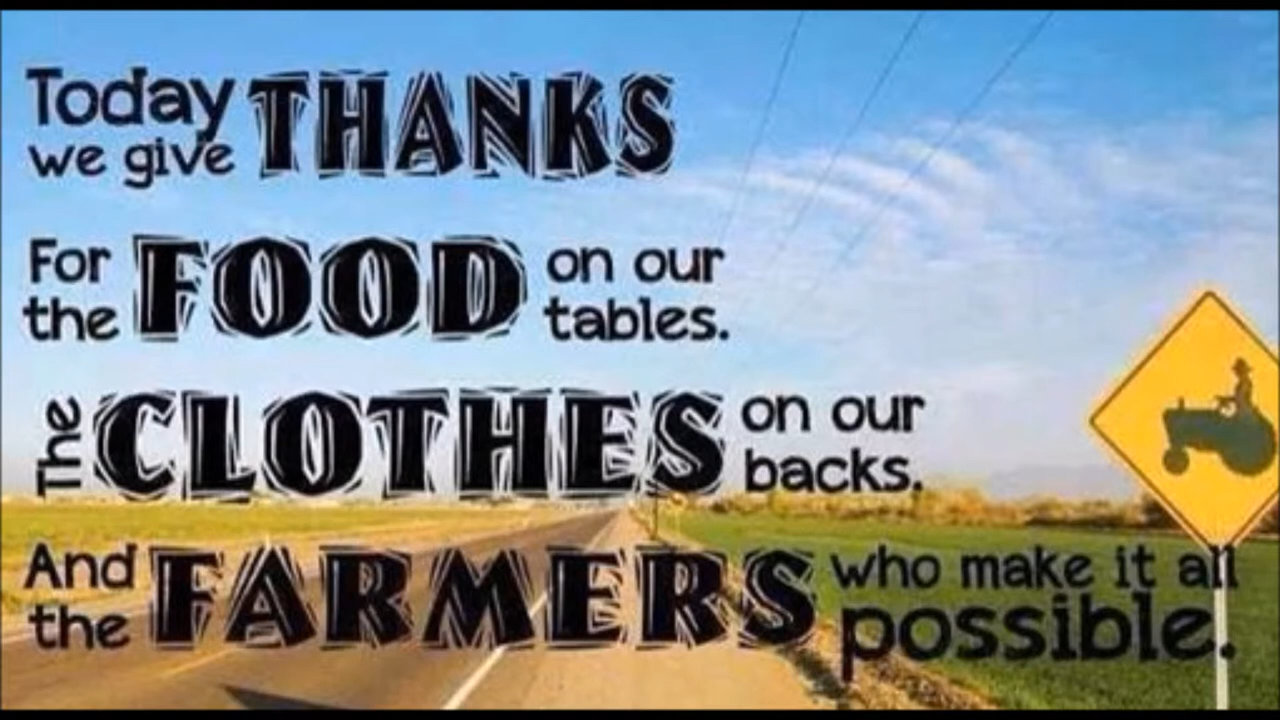 Today we give THANKS
For the FOOD on our tables.
The CLOTHES on our backs.
And the FARMERS who make it all possible.